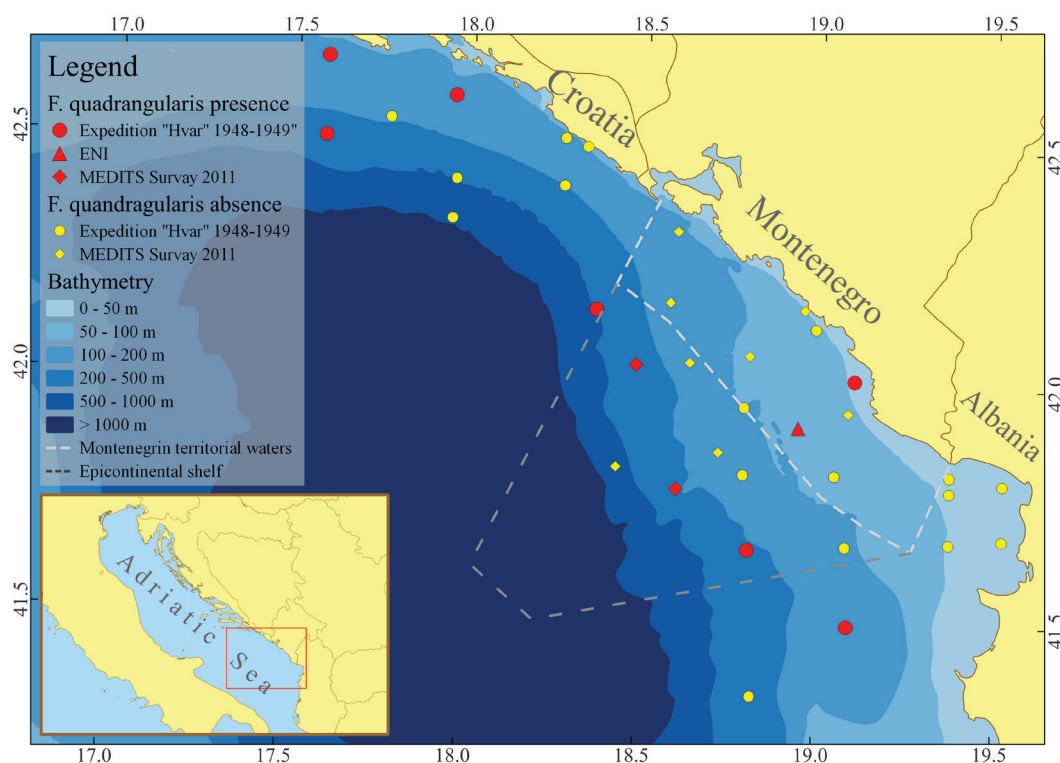 17.0 17.5 18.0 18.5 19.0 19.5
Legend
F. quadrangularis presence
Expedition "Hvar" 1948-1949"
ENI
MEDITS Survay 2011
F. quandragularis absence
Expedition "Hvar" 1948-1949
MEDITS Survay 2011
Bathymetry
0 - 50 m
50 - 100 m
100 - 200 m
200 - 500 m
500 - 1000 m
> 1000 m
Montenegrin territorial waters
Epicontinental shelf
Croatia
Montenegro
Albania
Adriatic Sea
42.5
42.0
41.5
42.5
42.0
41.5
17.0 17.5 18.0 18.5 19.0 19.5